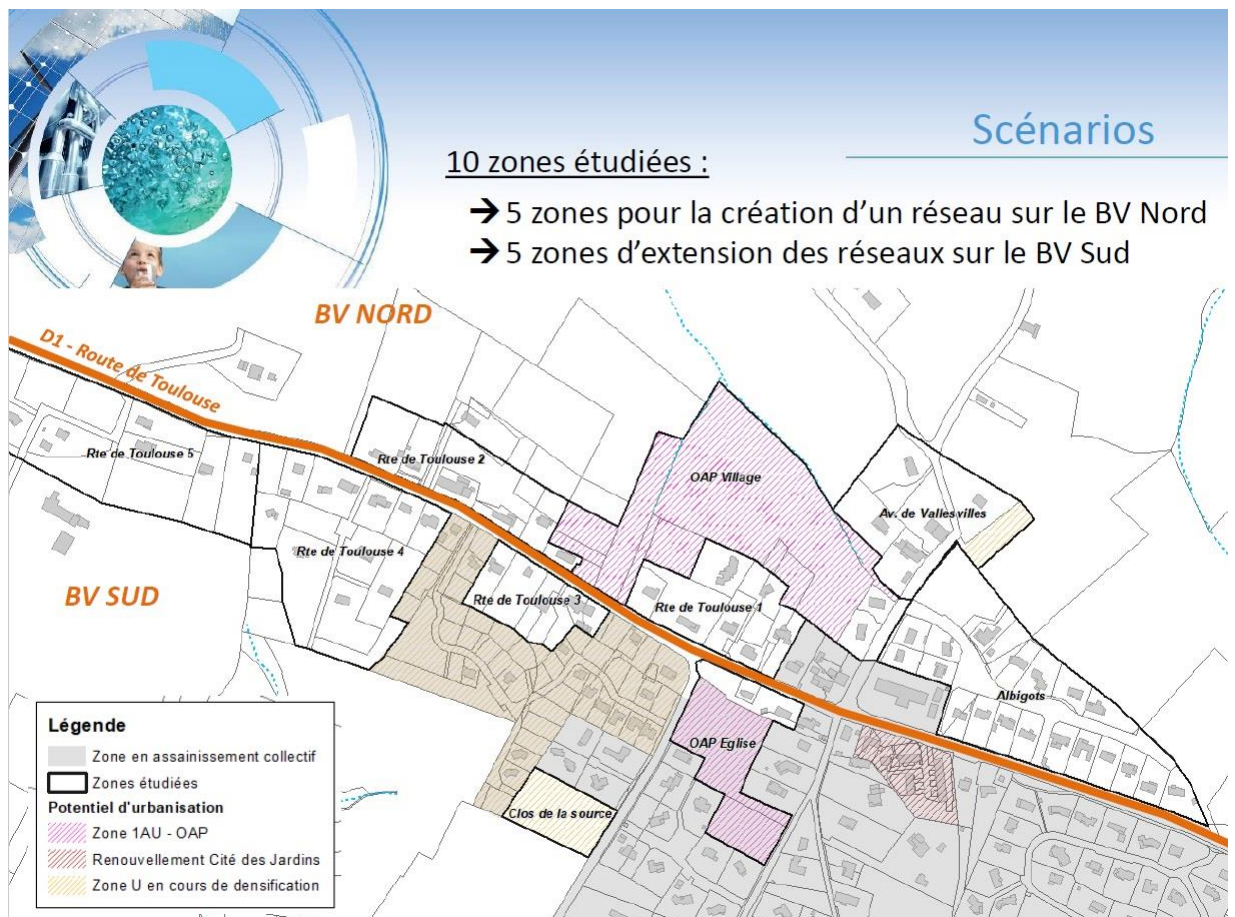 Scénarios
10 zones étudiées :
➔ 5 zones pour la création d'un réseau sur le BV Nord
➔ 5 zones d'extension des réseaux sur le BV Sud
BV NORD
D1 - Route de Toulouse
Rte de Toulouse 5
Rte de Toulouse 2
OAP Village
Av. de Vallesvilles
Rte de Toulouse 4
BV SUD
Rte de Toulouse 3
Rte de Toulouse 1
Albigots
OAP Eglise
Clos de la source
Légende
Zone en assainissement collectif
Zones étudiées
Potentiel d'urbanisation
Zone 1AU - OAP
Renouvellement Cité des Jardins
Zone U en cours de densification